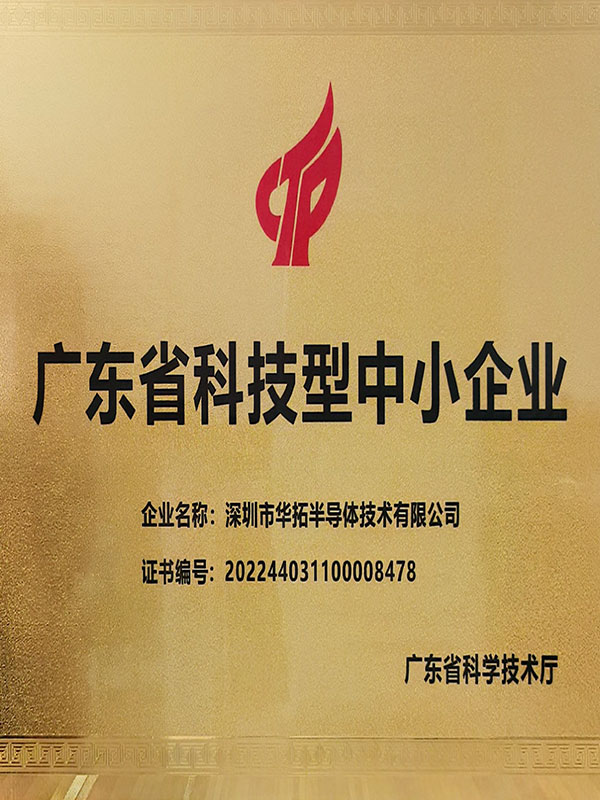 CTP
广东省科技型中小企业
企业名称：深圳市华拓半导体技术有限公司
证书编号：202244031100008478
广东省科学技术厅